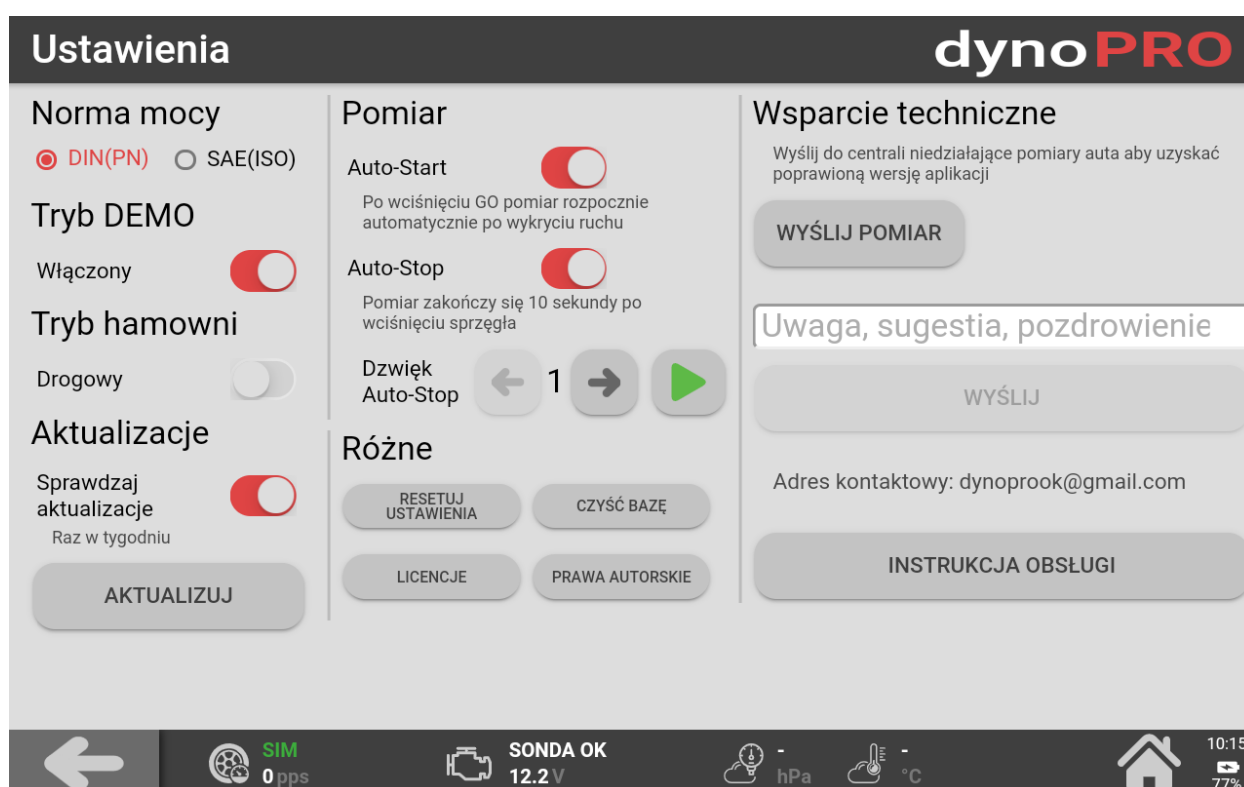 Ustawienia
dynoPRO
Norma mocy
DIN(PN) SAE(ISO)
Tryb DEMO
Włączony
Tryb hamowni
Drogowy
Aktualizacje
Sprawdzaj
aktualizacje
Raz w tygodniu
AKTUALIZUJ
Pomiar
Auto-Start
Po wciśnięciu GO pomiar rozpocznie
automatycznie po wykryciu ruchu
Auto-Stop
Pomiar zakończy się 10 sekundy po
wciśnięciu sprzęgła
Dzwięk
Auto-Stop
1
Różne
RESETUJ
USTAWIENIA
CZYŚĆ BAZĘ
LICENCJE
PRAWA AUTORSKIE
Wsparcie techniczne
Wyślij do centrali niedziałające pomiary auta aby uzyskać
poprawioną wersję aplikacji
WYŚLIJ POMIAR
Uwaga, sugestia, pozdrowienie
WYŚLIJ
Adres kontaktowy: dynoprook@gmail.com
INSTRUKCJA OBSŁUGI
SIM
0 pps
SONDA OK
12.2 V
-
hPa
-
°C
10:15
77%